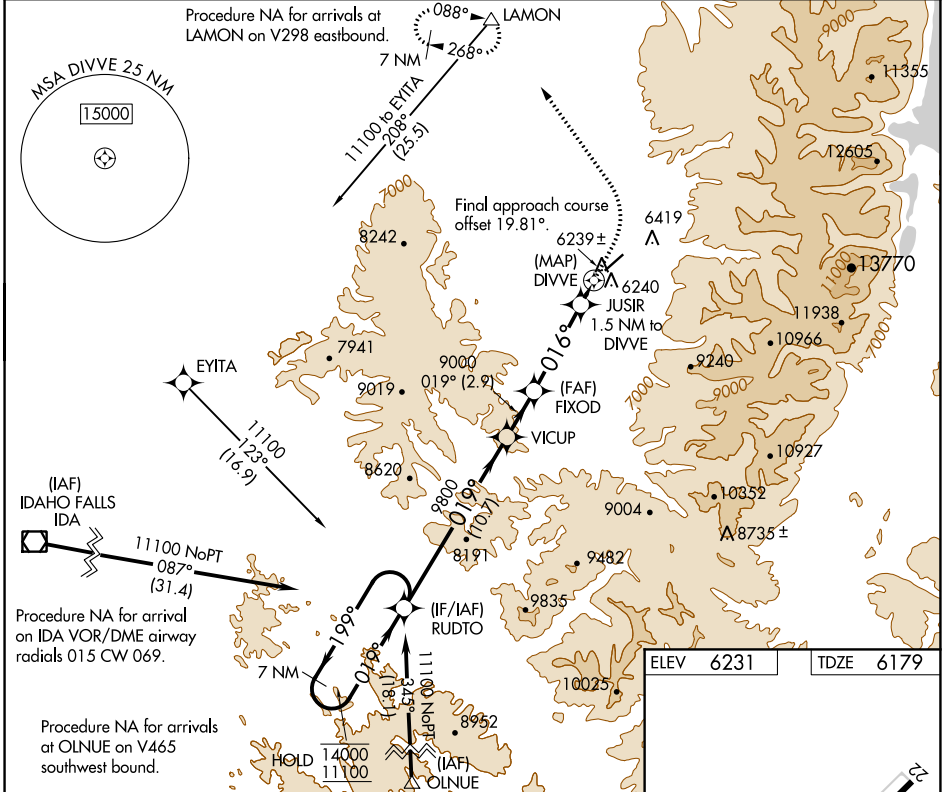 Procedure NA for arrivals at
LAMON on V298 eastbound.
088°
LAMON
7 NM
268°
MSA DIVVE 25 NM
15000
11100 to EYITA
208°
(25.5)
11355
12605
7000
8242
Final approach course
offset 19.81°.
6239±
6419
(MAP)
DIVVE
6240
11000
13770
JUSIR
1.5 NM to
DIVVE
11938
10966
7000
7941
016°
9240
EYITA
9000
019° (2.9)
9019
(FAF)
FIXOD
7000
9000
VICUP
11100
123°
(16.9)
8620
10927
(IAF)
IDAHO FALLS
IDA
9800
019°
(10.7)
10352
9004
8735±
11100 NoPT
087°
(31.4)
8191
9482
Procedure NA for arrival
on IDA VOR/DME airway
radials 015 CW 069.
199°
(IF/IAF)
RUDTO
9835
7 NM
019°
11100 NoPT
345°
(18.1)
ELEV 6231
TDZE 6179
10025
Procedure NA for arrivals
at OLNUE on V465
southwest bound.
8952
HOLD
14000
11100
(IAF)
OLNUE
22